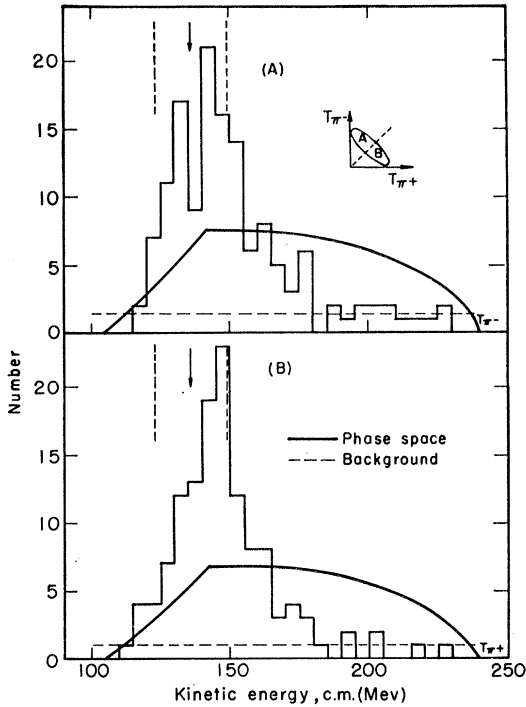 20
15
10
5
0
(A)
Tπ-
A
B
Tπ+
Tπ-
Number
20
15
10
5
0
(B)
Phase space
Background
Tπ+
100
150
200
250
Kinetic energy, c.m.(Mev)